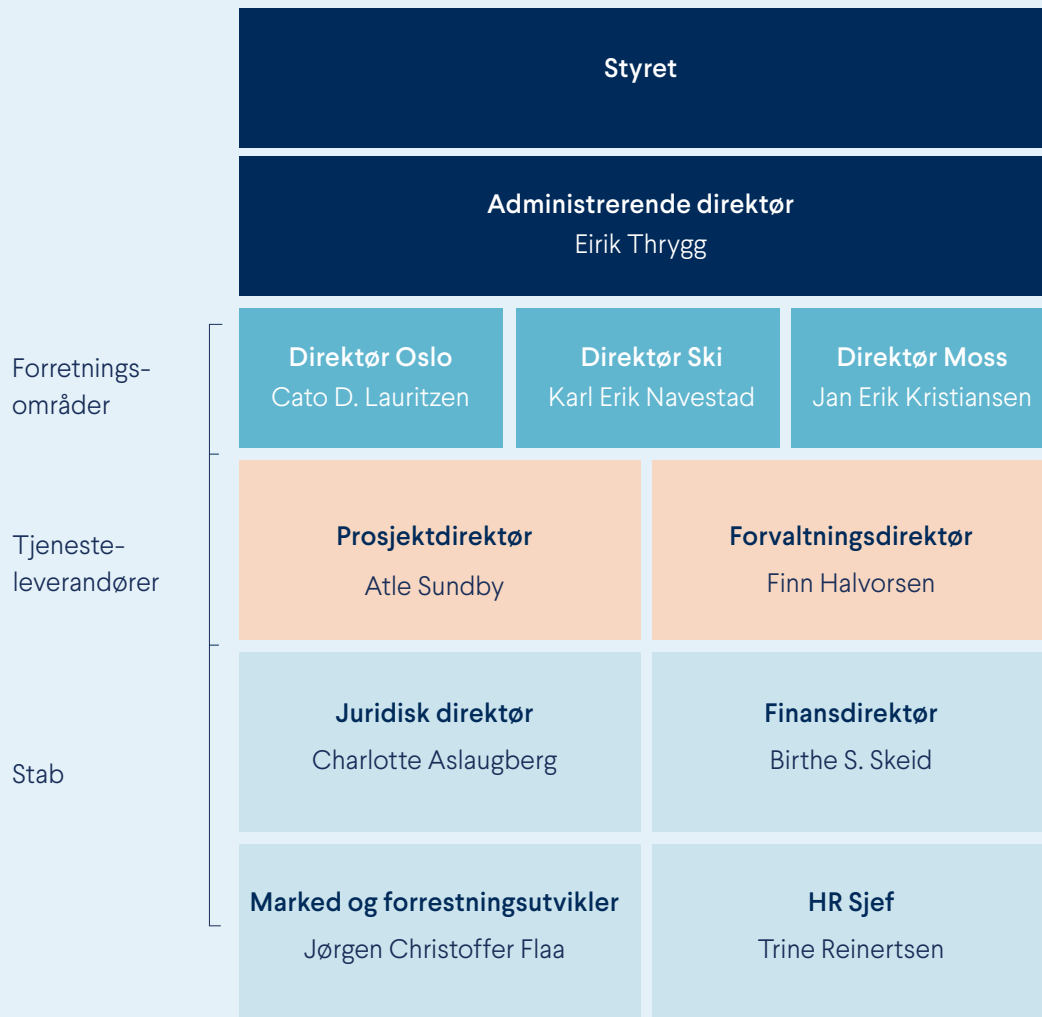 Styret
Administrerende direktør
Eirik Thrygg
Forretnings-
områder
Direktør Oslo
Cato D. Lauritzen
Direktør Ski
Karl Erik Navestad
Direktør Moss
Jan Erik Kristiansen
Tjeneste-
leverandører
Prosjektdirektør
Atle Sundby
Forvaltningsdirektør
Finn Halvorsen
Stab
Juridisk direktør
Charlotte Aslaugberg
Finansdirektør
Birthe S. Skeid
Marked og forrestningsutvikler
Jørgen Christoffer Flaa
HR Sjef
Trine Reinertsen